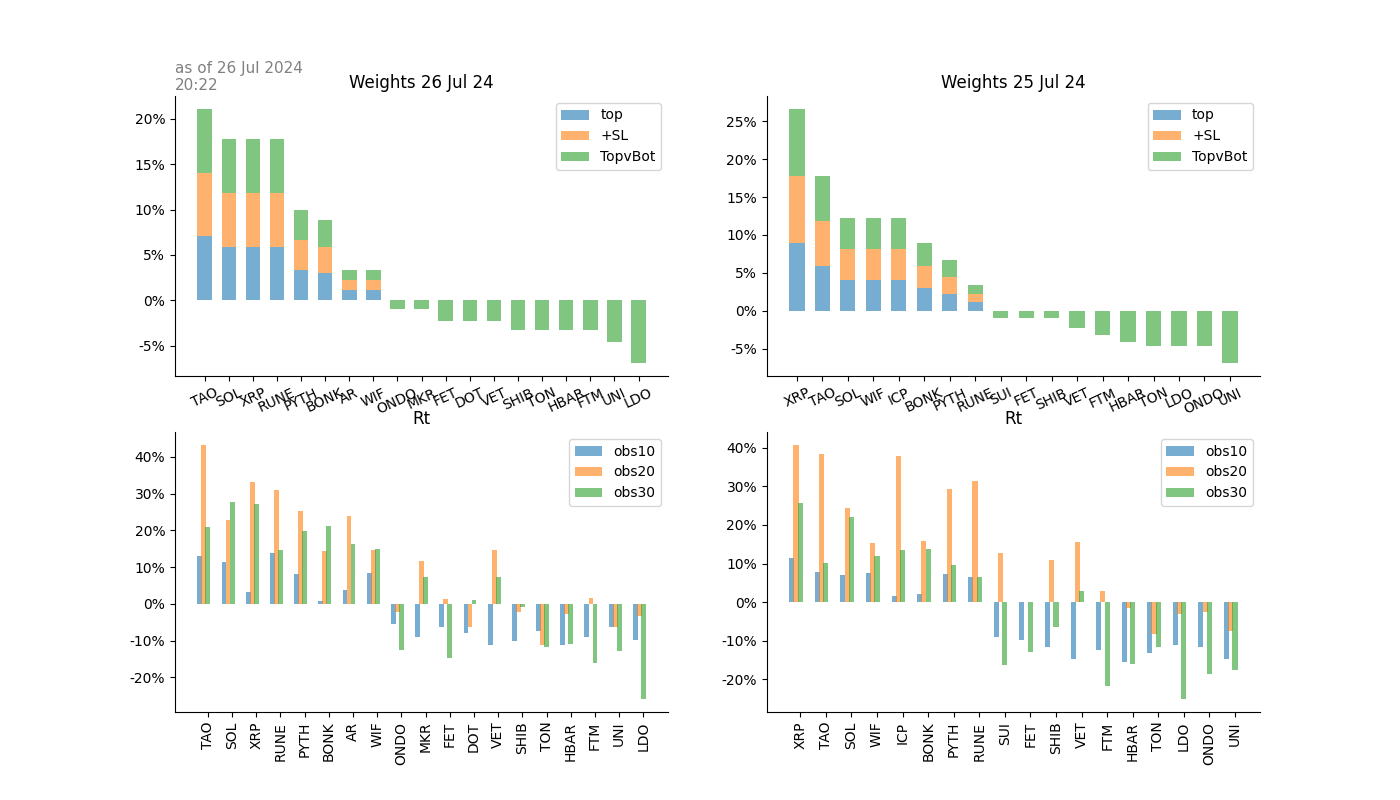 as of 26 Jul 2024
20:22
Weights 26 Jul 24
20%
15%
10%
5%
0%
-5%
top
+SL
TopvBot
TAO SOL XRP RUNE PYTH BONK AR WIF ONDO MKR FET DOT VET SHIB TON HBAR FTM UNI LDO
Weights 25 Jul 24
25%
20%
15%
10%
5%
0%
-5%
top
+SL
TopvBot
XRP TAO SOL WIF ICP BONK PYTH RUNE SUI FET SHIB VET FTM HBAR TON LDO ONDO UNI
Rt
40%
30%
20%
10%
0%
-10%
-20%
obs10
obs20
obs30
TAO SOL XRP RUNE PYTH BONK AR WIF ONDO MKR FET DOT VET SHIB TON HBAR FTM UNI LDO
Rt
40%
30%
20%
10%
0%
-10%
-20%
obs10
obs20
obs30
XRP TAO SOL WIF ICP BONK PYTH RUNE SUI FET SHIB VET FTM HBAR TON LDO ONDO UNI